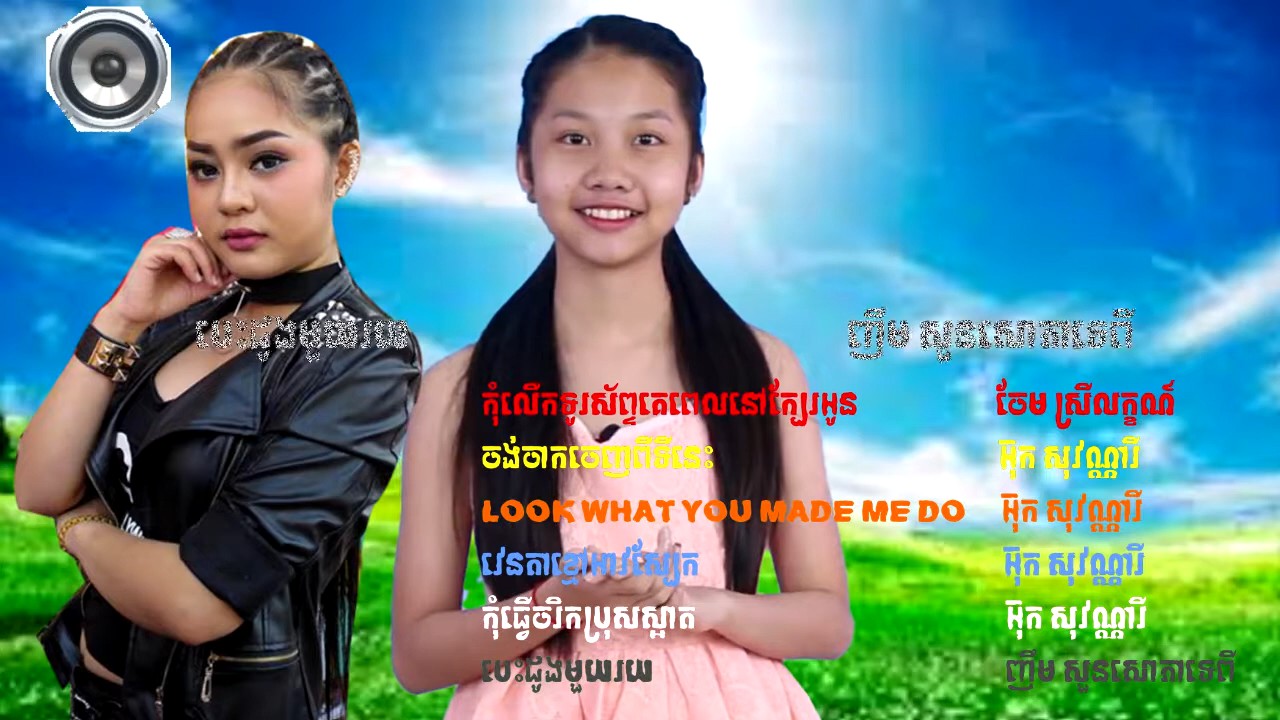 បេះដូងមួយរយ ញឹម សួនសោភាទេពី
កុំលើកទូរស័ព្ទគេពេលនៅក្បែរអូន ចែម ស្រីលក្ខណ៍
ចង់ចាកចេញពីទីនេះ អ៊ុក សុវណ្ណារី
LOOK WHAT YOU MADE ME DO អ៊ុក សុវណ្ណារី
វេនតាខ្មៅអាវស្បែក អ៊ុក សុវណ្ណារី
កុំធ្វើចរិកប្រុសស្អាត អ៊ុក សុវណ្ណារី
បេះដូងមួយរយ ញឹម សួនសោភាទេពី